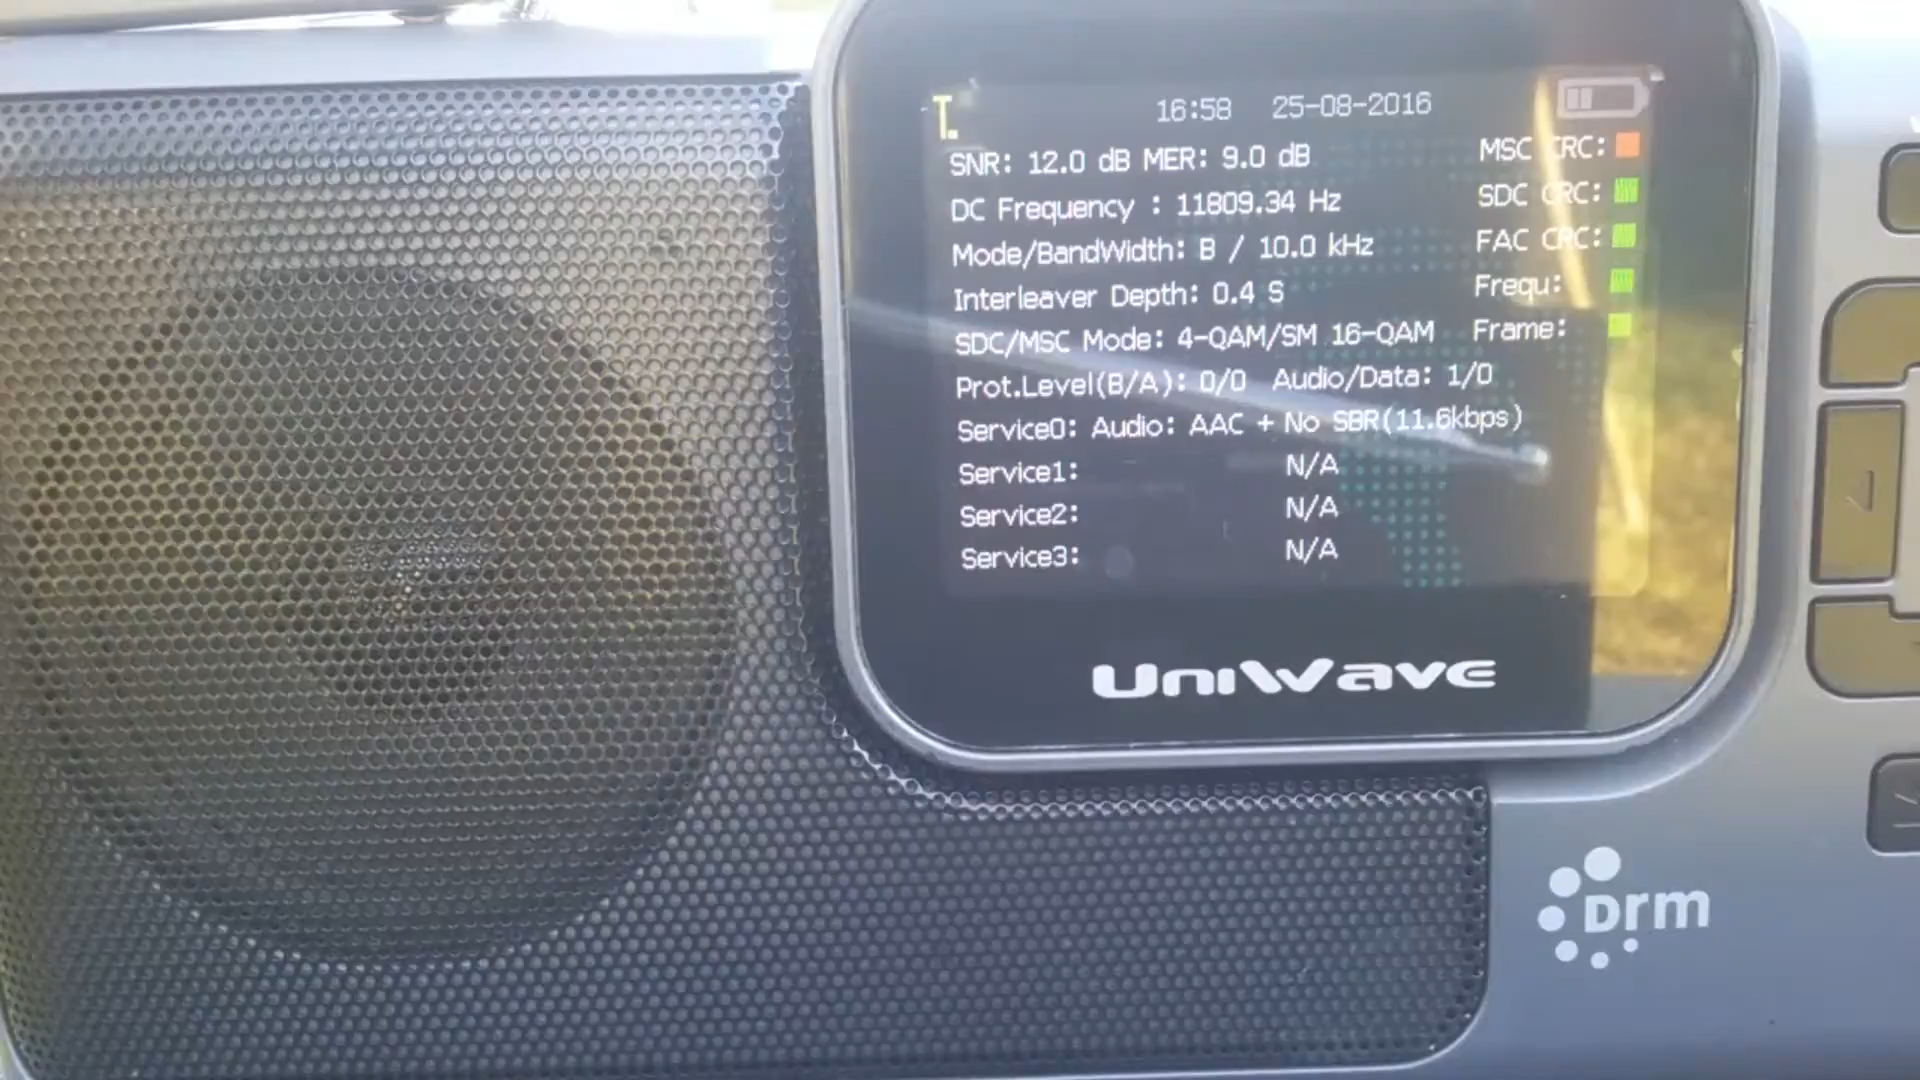 16:58 25-08-2016
SNR: 12.0 dB MER: 9.0 dB MSC CRC:
DC Frequency : 11809.34 Hz SDC CRC:
Mode/BandWidth: B / 10.0 kHz FAC CRC:
Interleaver Depth: 0.4 S Frequ:
SDC/MSC Mode: 4-QAM/SM 16-QAM Frame:
Prot.Level(B/A): 0/0 Audio/Data: 1/0
Service0: Audio: AAC + No SBR(11.6kbps)
Service1: N/A
Service2: N/A
Service3: N/A
UniWave
Drm